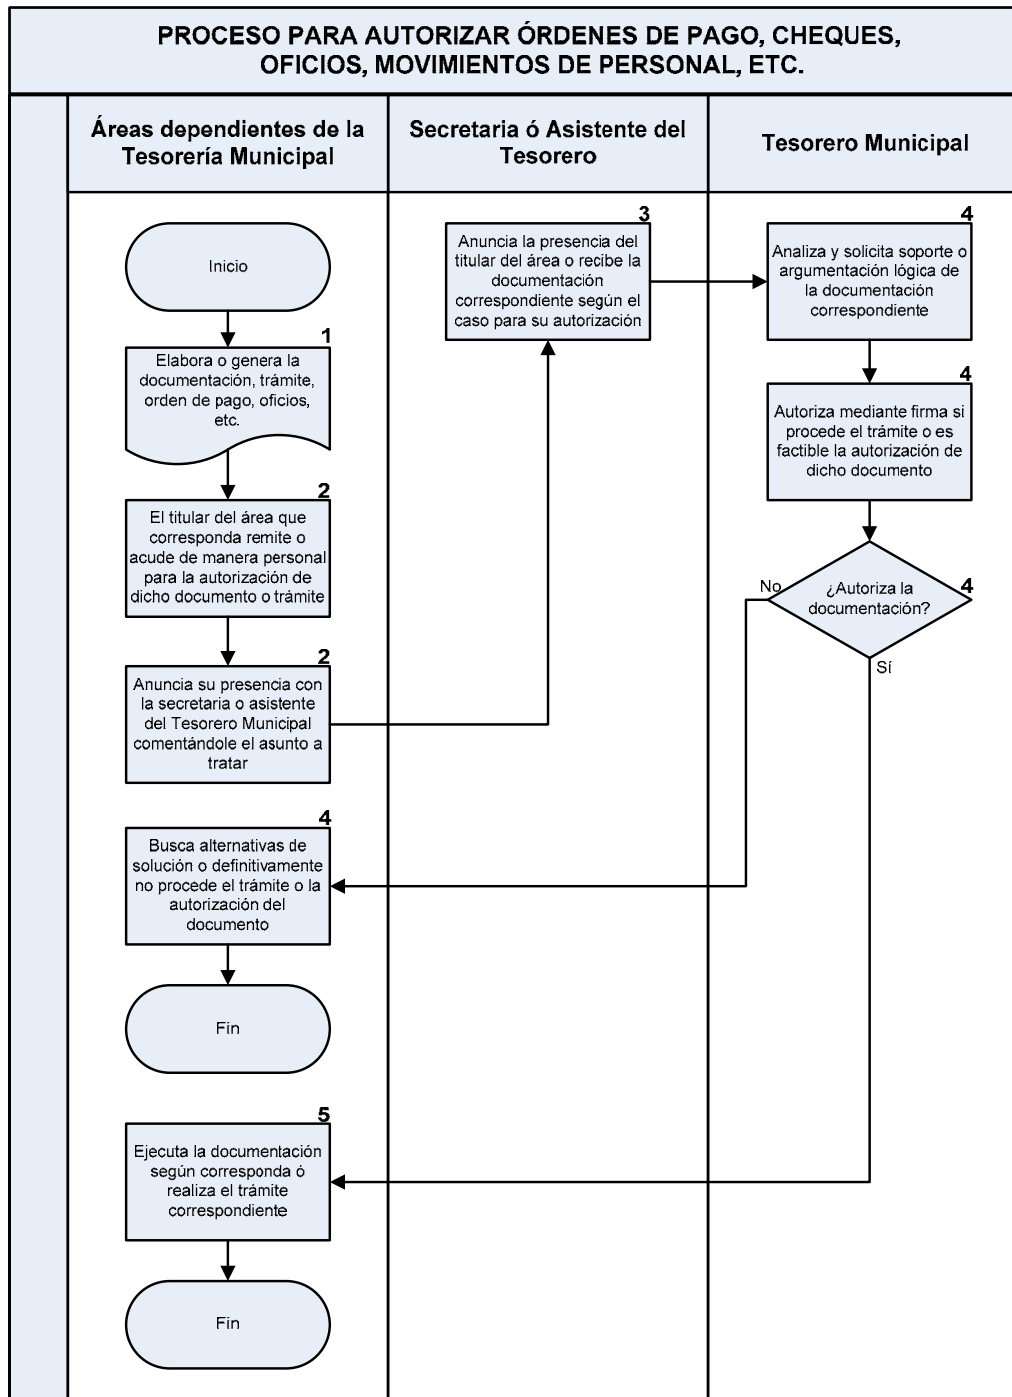 PROCESO PARA AUTORIZAR ÓRDENES DE PAGO, CHEQUES,
OFICIOS, MOVIMIENTOS DE PERSONAL, ETC.
Áreas dependientes de la
Tesorería Municipal
Secretaria ó Asistente del
Tesorero
Tesorero Municipal
Inicio
1
Elabora o genera la
documentación, trámite,
orden de pago, oficios,
etc.
2
El titular del área que
corresponda remite o
acude de manera personal
para la autorización de
dicho documento o trámite
2
Anuncia su presencia con
la secretaria o asistente
del Tesorero Municipal
comentándole el asunto a
tratar
3
Anuncia la presencia del
titular del área o recibe la
documentación
correspondiente según el
caso para su autorización
4
Analiza y solicita soporte o
argumentación lógica de
la documentación
correspondiente
4
Autoriza mediante firma si
procede el trámite o es
factible la autorización de
dicho documento
4
¿Autoriza la
documentación?
No
Sí
4
Busca alternativas de
solución o definitivamente
no procede el trámite o la
autorización del
documento
Fin
5
Ejecuta la documentación
según corresponda ó
realiza el trámite
correspondiente
Fin